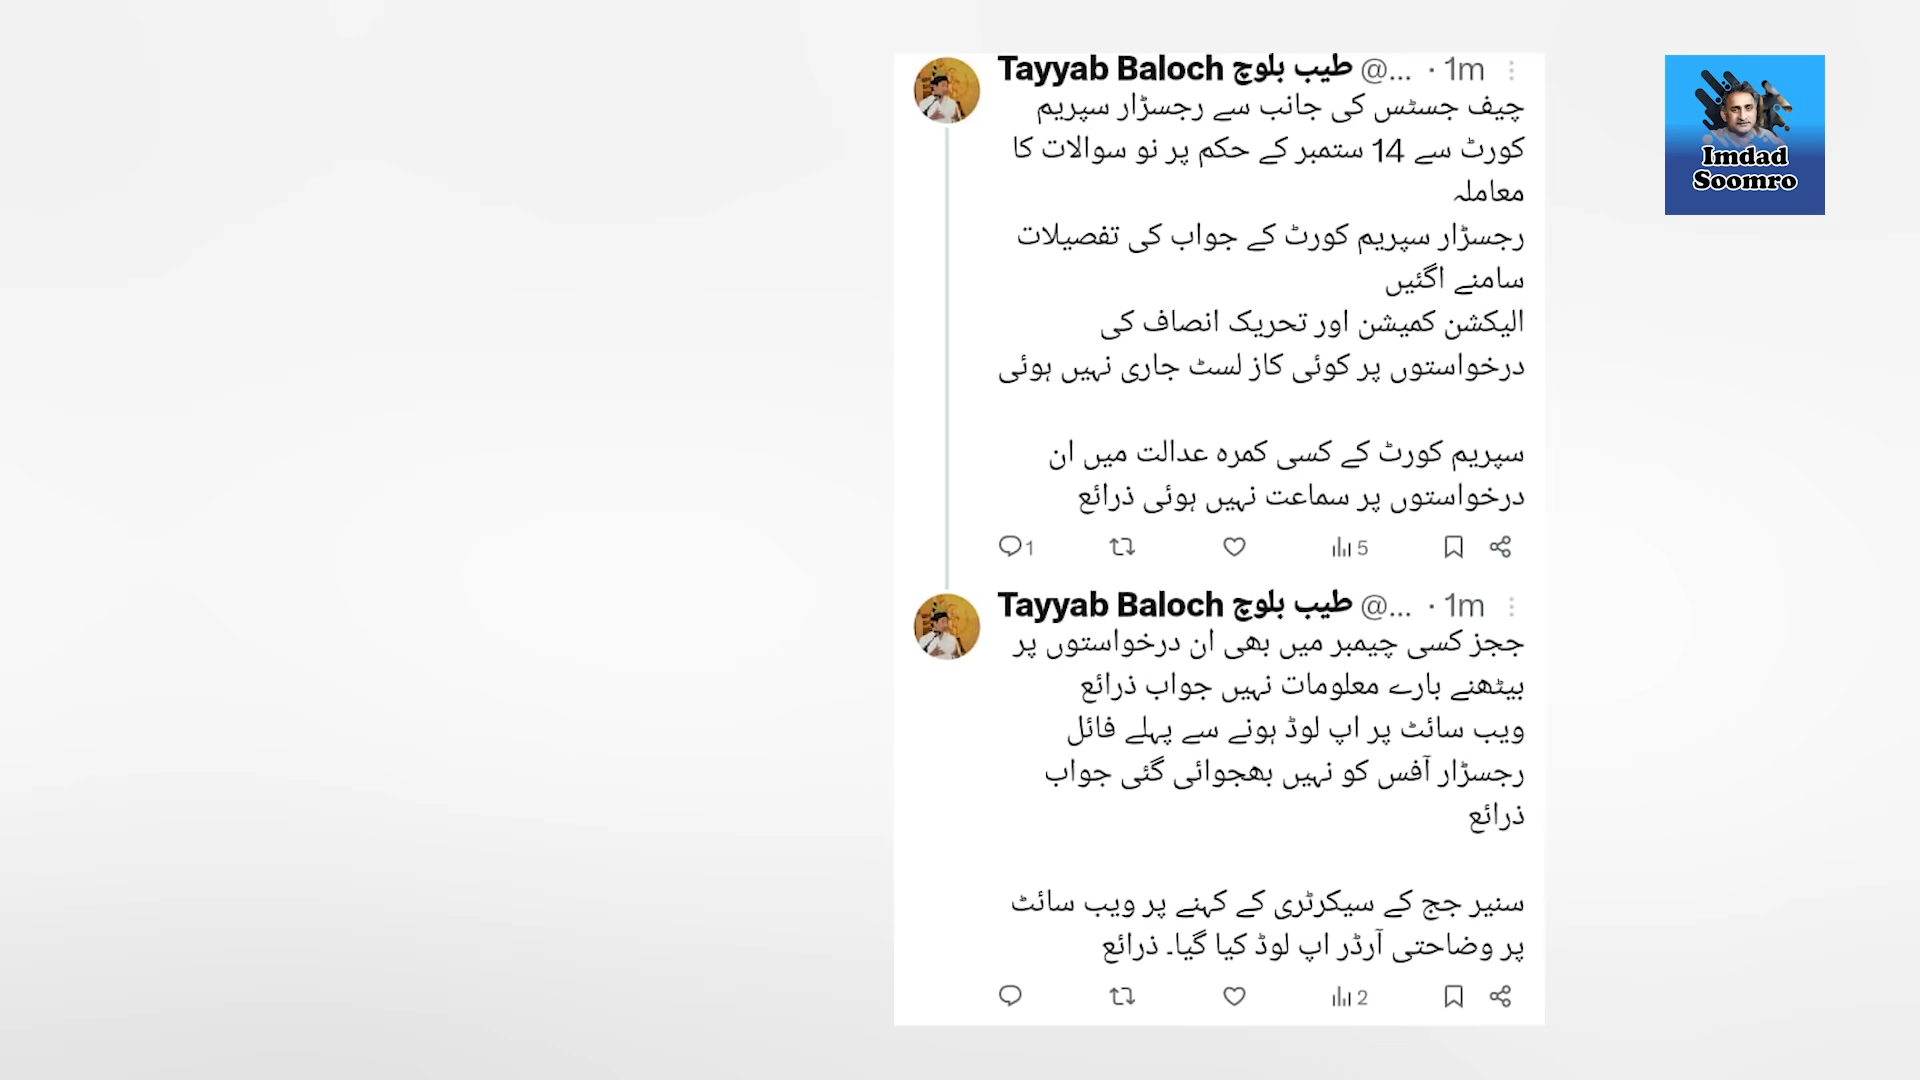 Tayyab Baloch طیب بلوچ @... · 1m
چیف جسٹس کی جانب سے رجسڑار سپریم
کورٹ سے 14 ستمبر کے حکم پر نو سوالات کا
معاملہ
رجسڑار سپریم کورٹ کے جواب کی تفصیلات
سامنے اگئیں
الیکشن کمیشن اور تحریک انصاف کی
درخواستوں پر کوئی کاز لسٹ جاری نہیں ہوئی
سپریم کورٹ کے کسی کمرہ عدالت میں ان
درخواستوں پر سماعت نہیں ہوئی ذرائع
1 5
Tayyab Baloch طیب بلوچ @... · 1m
ججز کسی چیمبر میں بھی ان درخواستوں پر
بیٹھنے بارے معلومات نہیں جواب ذرائع
ویب سائٹ پر اپ لوڈ ہونے سے پہلے فائل
رجسڑار آفس کو نہیں بھجوائی گئی جواب
ذرائع
سنیر جج کے سیکرٹری کے کہنے پر ویب سائٹ
پر وضاحتی آرڈر اپ لوڈ کیا گیا۔ ذرائع
2
Imdad
Soomro